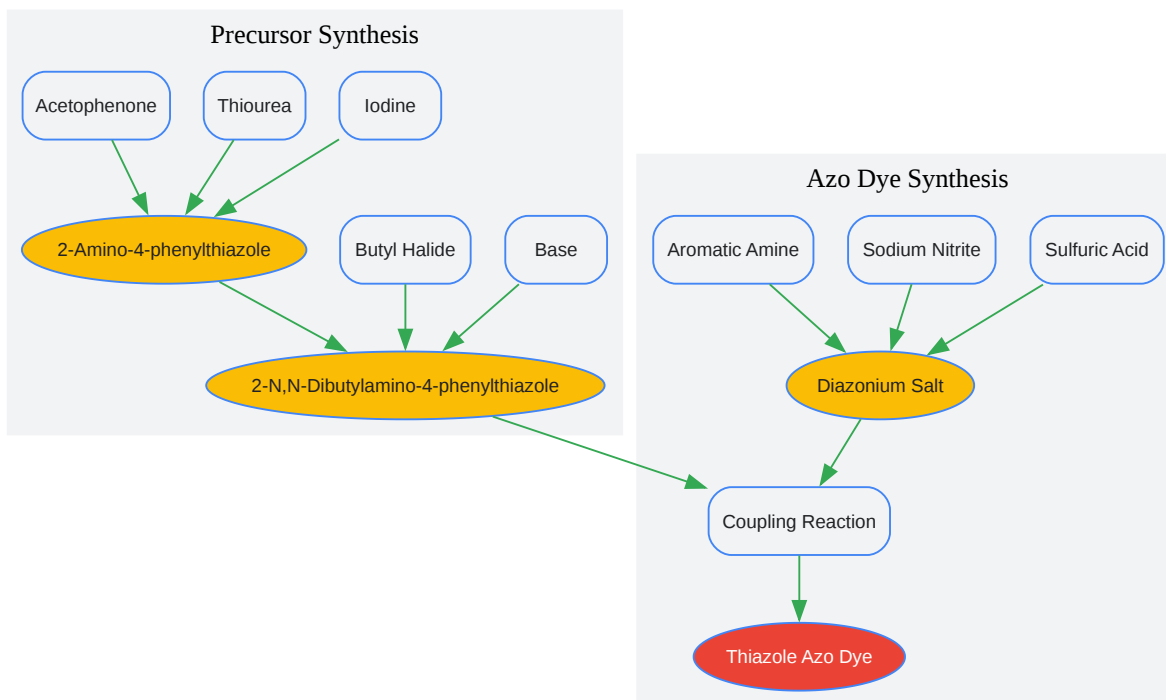 Precursor Synthesis
Acetophenone
Thiourea
Iodine
2-Amino-4-phenylthiazole
Butyl Halide
Base
2-N,N-Dibutylamino-4-phenylthiazole
Azo Dye Synthesis
Aromatic Amine
Sodium Nitrite
Sulfuric Acid
Diazonium Salt
Coupling Reaction
Thiazole Azo Dye